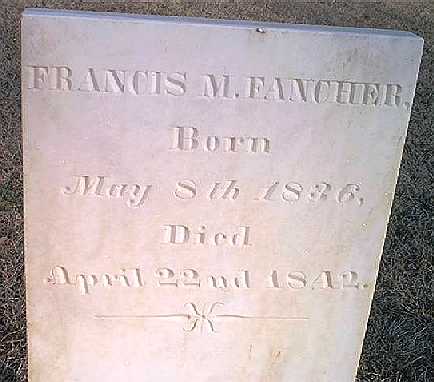 FRANCIS M. FANCHER.
Born
May 8th 1836,
Died
April 22nd 1842.